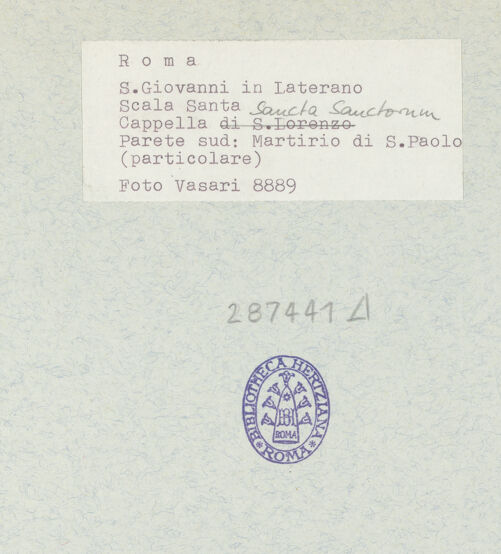 Roma
S.Giovanni in Laterano
Scala Santa Sancta Sanctorum
Cappella di S.Lorenzo
Parete sud: Martirio di S.Paolo
(particolare)
Foto Vasari 8889
287441
BIBLIOTHECA HERTZIANA
ROMA
ROMA